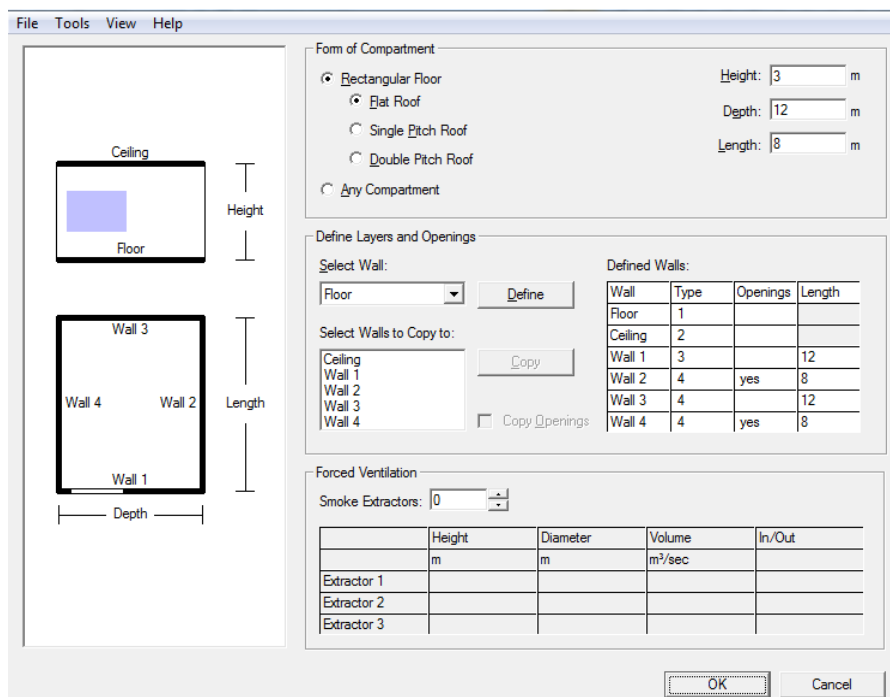 File Tools View Help
Ceiling
Height
Floor
Wall 3
Wall 4 Wall 2 Length
Wall 1
Depth
Form of Compartment
Rectangular Floor
Flat Roof
Single Pitch Roof
Double Pitch Roof
Any Compartment
Height: 3 m
Depth: 12 m
Length: 8 m
Define Layers and Openings
Select Wall:
Floor Define
Select Walls to Copy to:
Ceiling
Wall 1
Wall 2
Wall 3
Wall 4
Copy
Copy Openings
Defined Walls:
Wall Type Openings Length
Floor 1
Ceiling 2
Wall 1 3 12
Wall 2 4 yes 8
Wall 3 4 12
Wall 4 4 yes 8
Forced Ventilation
Smoke Extractors: 0
Height Diameter Volume In/Out
m m m³/sec
Extractor 1
Extractor 2
Extractor 3
OK Cancel